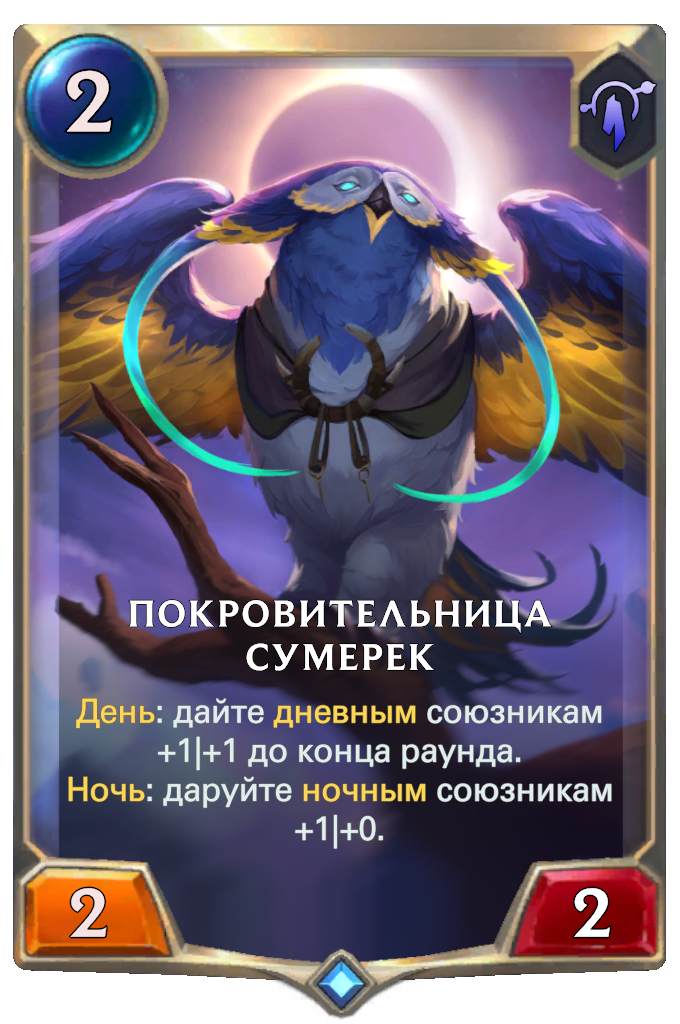 2
ПОКРОВИТЕЛЬНИЦА
СУМЕРЕК
День: дайте дневным союзникам
+1|+1 до конца раунда.
Ночь: даруйте ночным союзникам
+1|+0.
2
2